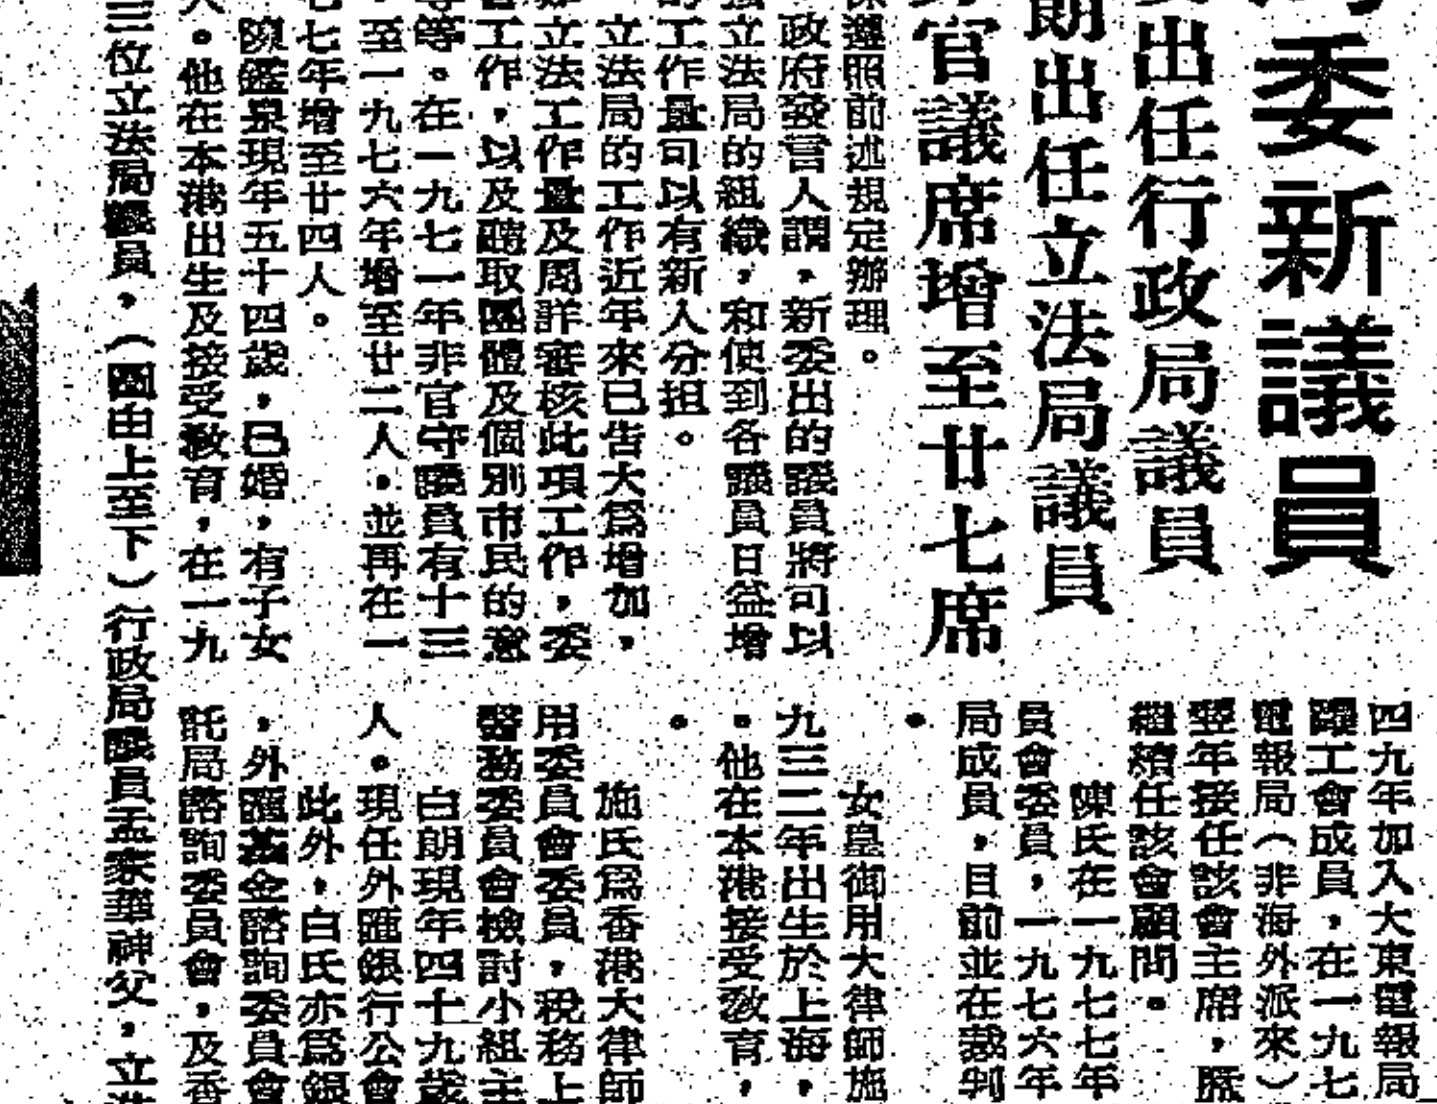 委新議員
出任行政局議員
朗出任立法局議員
官議席增至廿七席
遵照前述規定辦理。
政府發言人謂，新委出的議員將可以
立法局的組織，和使到各議員日益增
的工作量可以有新人分担。
立法局的工作近年來已告大為增加，
立法工作量及周詳審核此項工作，委
工作，以及聽取團體及個別市民的意
等等。在一九七一年非官守議員有十三
，至一九七六年增至廿二人，並再在一
七七年增至廿四人。
陳鑑泉現年五十四歲，已婚，有子女
。他在本港出生及接受教育，在一九
四九年加入大東電報局
工會成員，在一九七
電報局（非海外派來）
翌年接任該會主席，
繼續任該會顧問。
陳氏在一九七七年
員會委員，一九七六年
局成員，目前並在裁判
。
女皇御用大律師施
九三二年出生於上海，
。他在本港接受教育，
。
施氏為香港大律師
用委員會委員，稅務上
醫務委員會檢討小組主
白朗現年四十九歲
人。現任外匯銀行公會
此外，白氏亦為銀
，外匯基金諮詢委員會
託局諮詢委員會，及香
三位立法局議員，（圖由上至下）行政局議員孟家華神父，立法